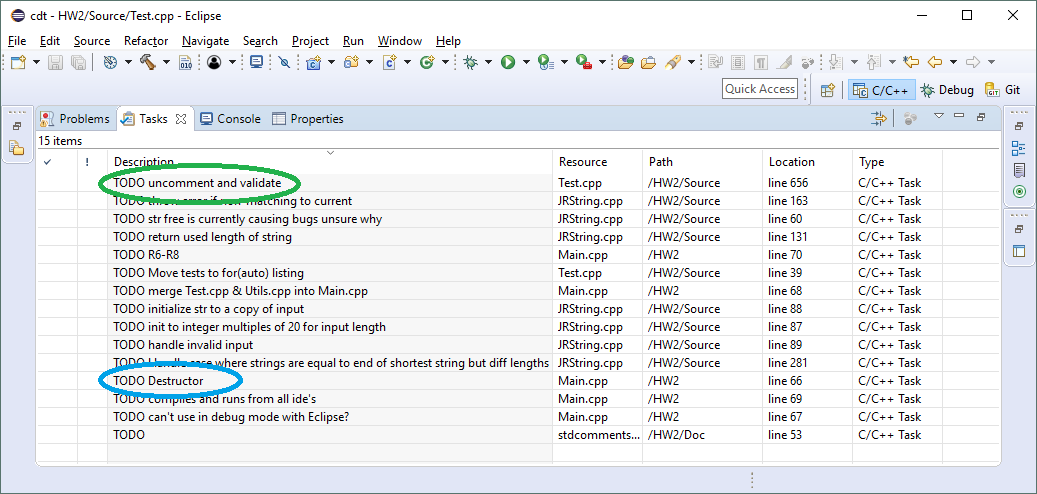 cdt - HW2/Source/Test.cpp - Eclipse
File Edit Source Refactor Navigate Search Project Run Window Help
010
Quick Access C/C++ Debug GIT Git
Problems Tasks Console Properties
15 items
! Description Resource Path Location Type
TODO uncomment and validate Test.cpp /HW2/Source line 656 C/C++ Task
TODO throw error if non-matching to current JRString.cpp /HW2/Source line 163 C/C++ Task
TODO str free is currently causing bugs unsure why JRString.cpp /HW2/Source line 60 C/C++ Task
TODO return used length of string JRString.cpp /HW2/Source line 131 C/C++ Task
TODO R6-R8 Main.cpp /HW2 line 70 C/C++ Task
TODO Move tests to for(auto) listing Test.cpp /HW2/Source line 39 C/C++ Task
TODO merge Test.cpp & Utils.cpp into Main.cpp Main.cpp /HW2 line 68 C/C++ Task
TODO initialize str to a copy of input JRString.cpp /HW2/Source line 88 C/C++ Task
TODO init to integer multiples of 20 for input length JRString.cpp /HW2/Source line 87 C/C++ Task
TODO handle invalid input JRString.cpp /HW2/Source line 89 C/C++ Task
TODO Handle case where strings are equal to end of shortest string but diff lengths JRString.cpp /HW2/Source line 281 C/C++ Task
TODO Destructor Main.cpp /HW2 line 66 C/C++ Task
TODO compiles and runs from all ide's Main.cpp /HW2 line 69 C/C++ Task
TODO can't use in debug mode with Eclipse? Main.cpp /HW2 line 67 C/C++ Task
TODO stdcomments... /HW2/Doc line 53 C/C++ Task